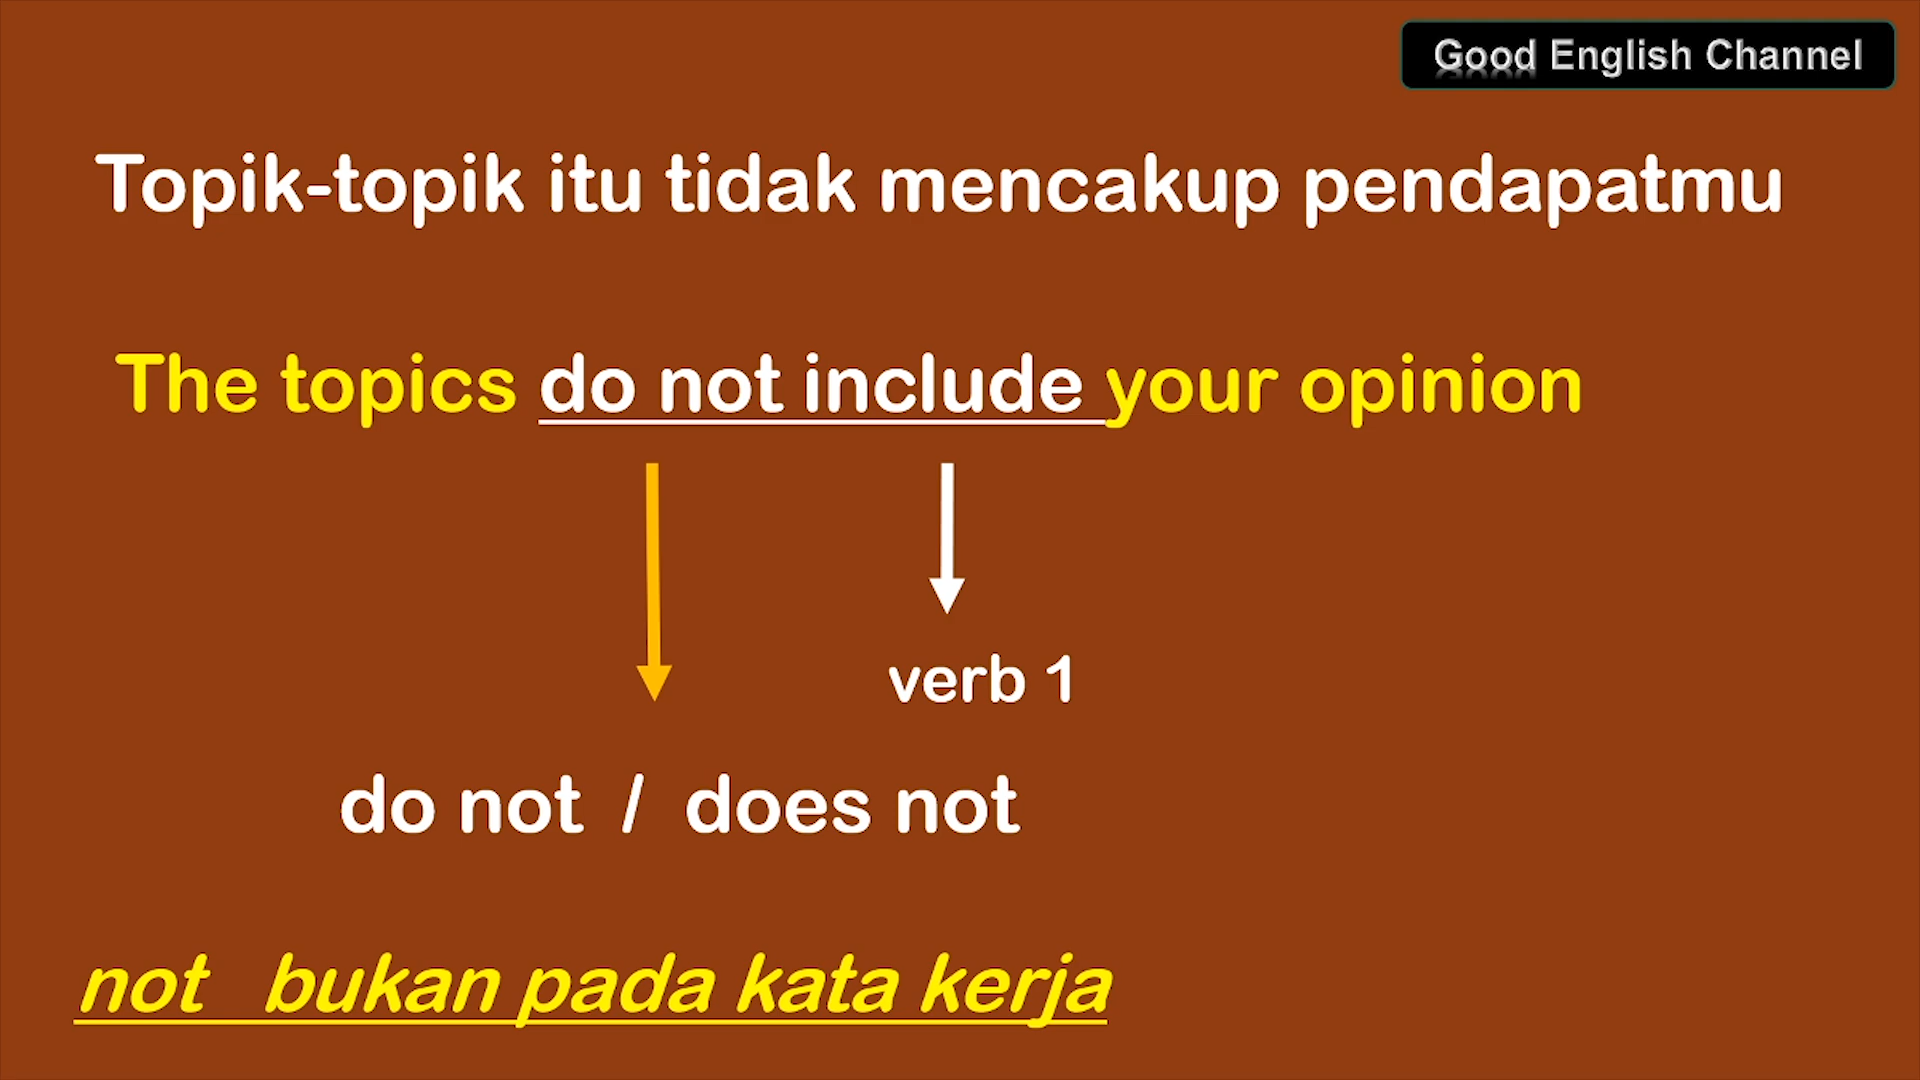 Good English Channel
Topik-topik itu tidak mencakup pendapatmu
The topics do not include your opinion
verb 1
do not / does not
not bukan pada kata kerja